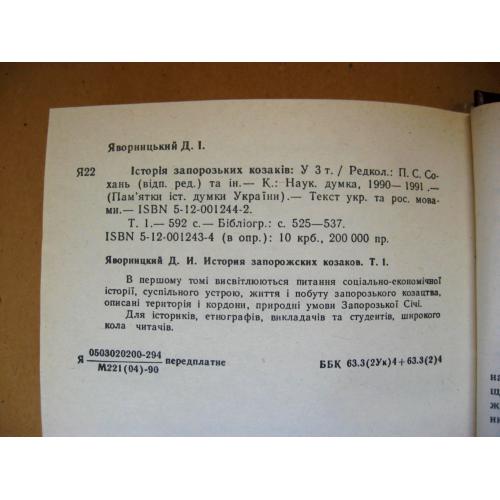 Яворницький Д. І.
Я22 Історія запорозьких козаків: У 3 т. / Редкол.: П. С. Со-
хань (відп. ред.) та ін.— К.: Наук. думка, 1990—1991 .—
(Пам'ятки іст. думки України).— Текст укр. та рос. мова-
ми.— ISBN 5-12-001244-2.
Т. 1.— 592 с.— Бібліогр.: с. 525—537.
ISBN 5-12-001243-4 (в опр.): 10 крб., 200 000 пр.
Яворницкий Д. И. История запорожских козаков. Т. 1.
В першому томі висвітлюються питання соціально-економічної
історії, суспільного устрою, життя і побуту запорозького козацтва,
описані територія і кордони, природні умови Запорозької Січі.
Для істориків, етнографів, викладачів та студентів, широкого
кола читачів.
Я 0503020200-294 передплатне ББК 63.3(2Ук)4+63.3(2)4
М221(04)-90
на
щ
ж
ни